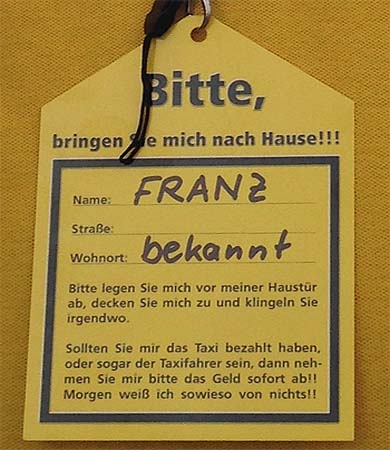 Bitte,
bringen Sie mich nach Hause!!!
Name: FRANZ
Straße:
Wohnort: bekannt
Bitte legen Sie mich vor meiner Haustür
ab, decken Sie mich zu und klingeln Sie
irgendwo.
Sollten Sie mir das Taxi bezahlt haben,
oder sogar der Taxifahrer sein, dann neh-
men Sie mir bitte das Geld sofort ab!!
Morgen weiß ich sowieso von nichts!!